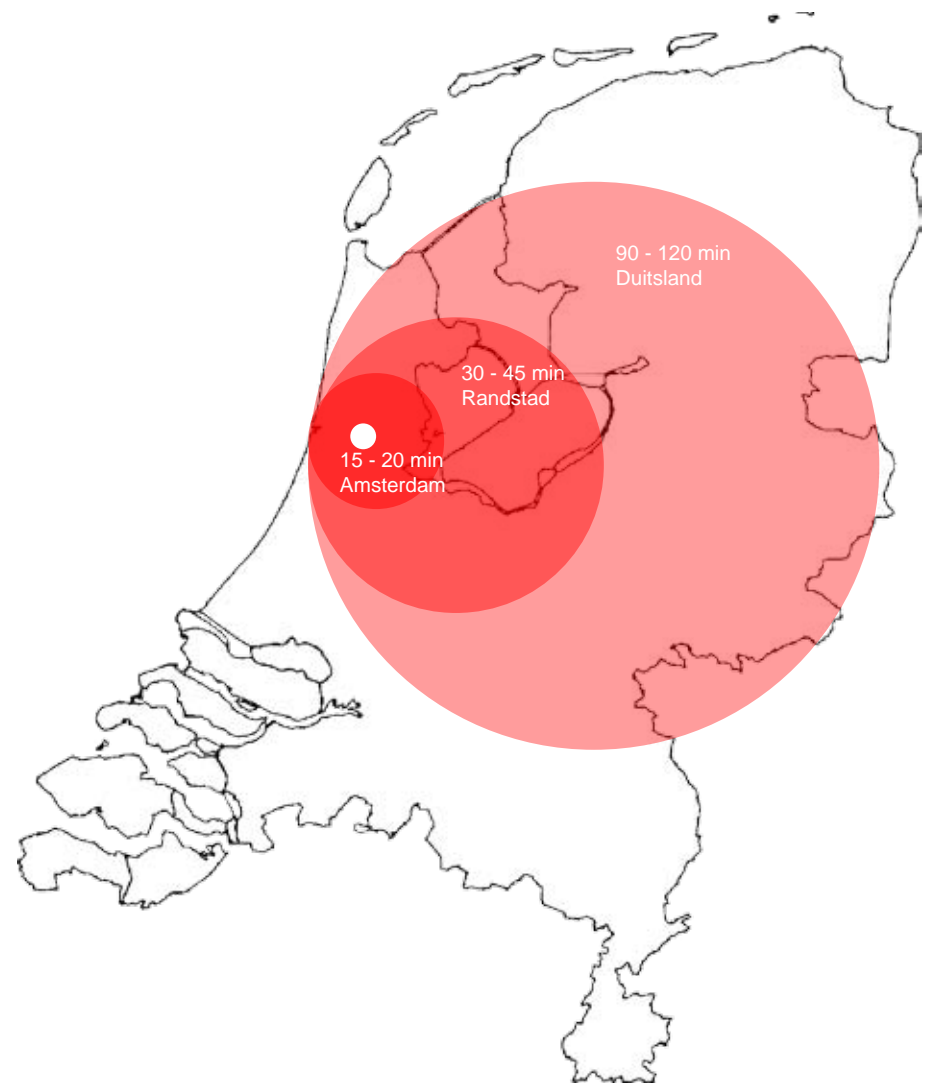 90 - 120 min
Duitsland
30 - 45 min
Randstad
15 - 20 min
Amsterdam